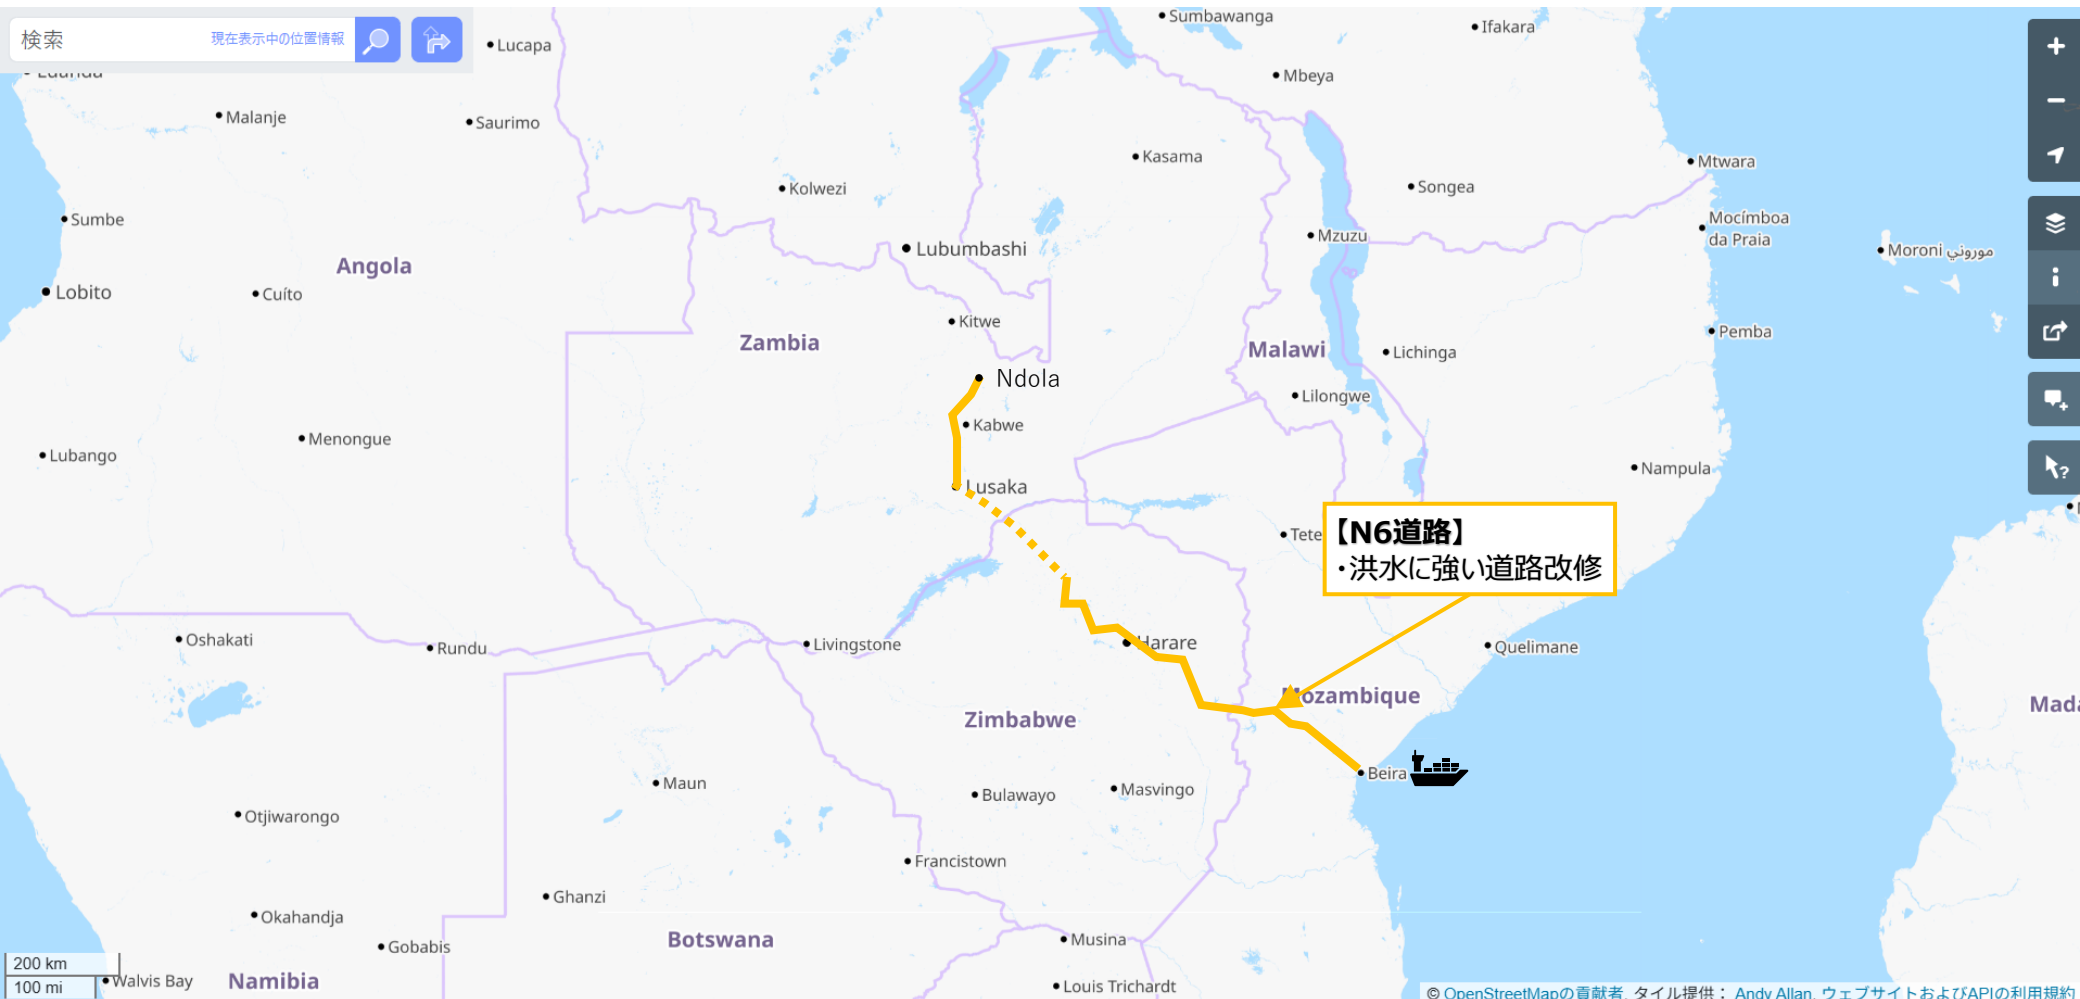 検索
現在表示中の位置情報
Luanda
Lucapa
Sumbawanga
Ifakara
Mbeya
Malanje
Saurimo
Kasama
Mtwara
Kolwezi
Songea
Sumbe
Mocímboa
da Praia
Mzuzu
Lubumbashi
Moroni موروني
Angola
Lobito
Cuíto
Kitwe
Pemba
Zambia
Malawi
Lichinga
Ndola
Lilongwe
Kabwe
Menongue
Lubango
Nampula
Lusaka
Tete
【N6道路】
・洪水に強い道路改修
Oshakati
Rundu
Livingstone
Harare
Quelimane
Mozambique
Mada
Zimbabwe
Beira
Maun
Bulawayo
Masvingo
Otjiwarongo
Francistown
Ghanzi
Okahandja
Gobabis
Botswana
Musina
200 km
100 mi
Walvis Bay
Namibia
Louis Trichardt
© OpenStreetMapの貢献者, タイル提供： Andy Allan, ウェブサイトおよびAPIの利用規約